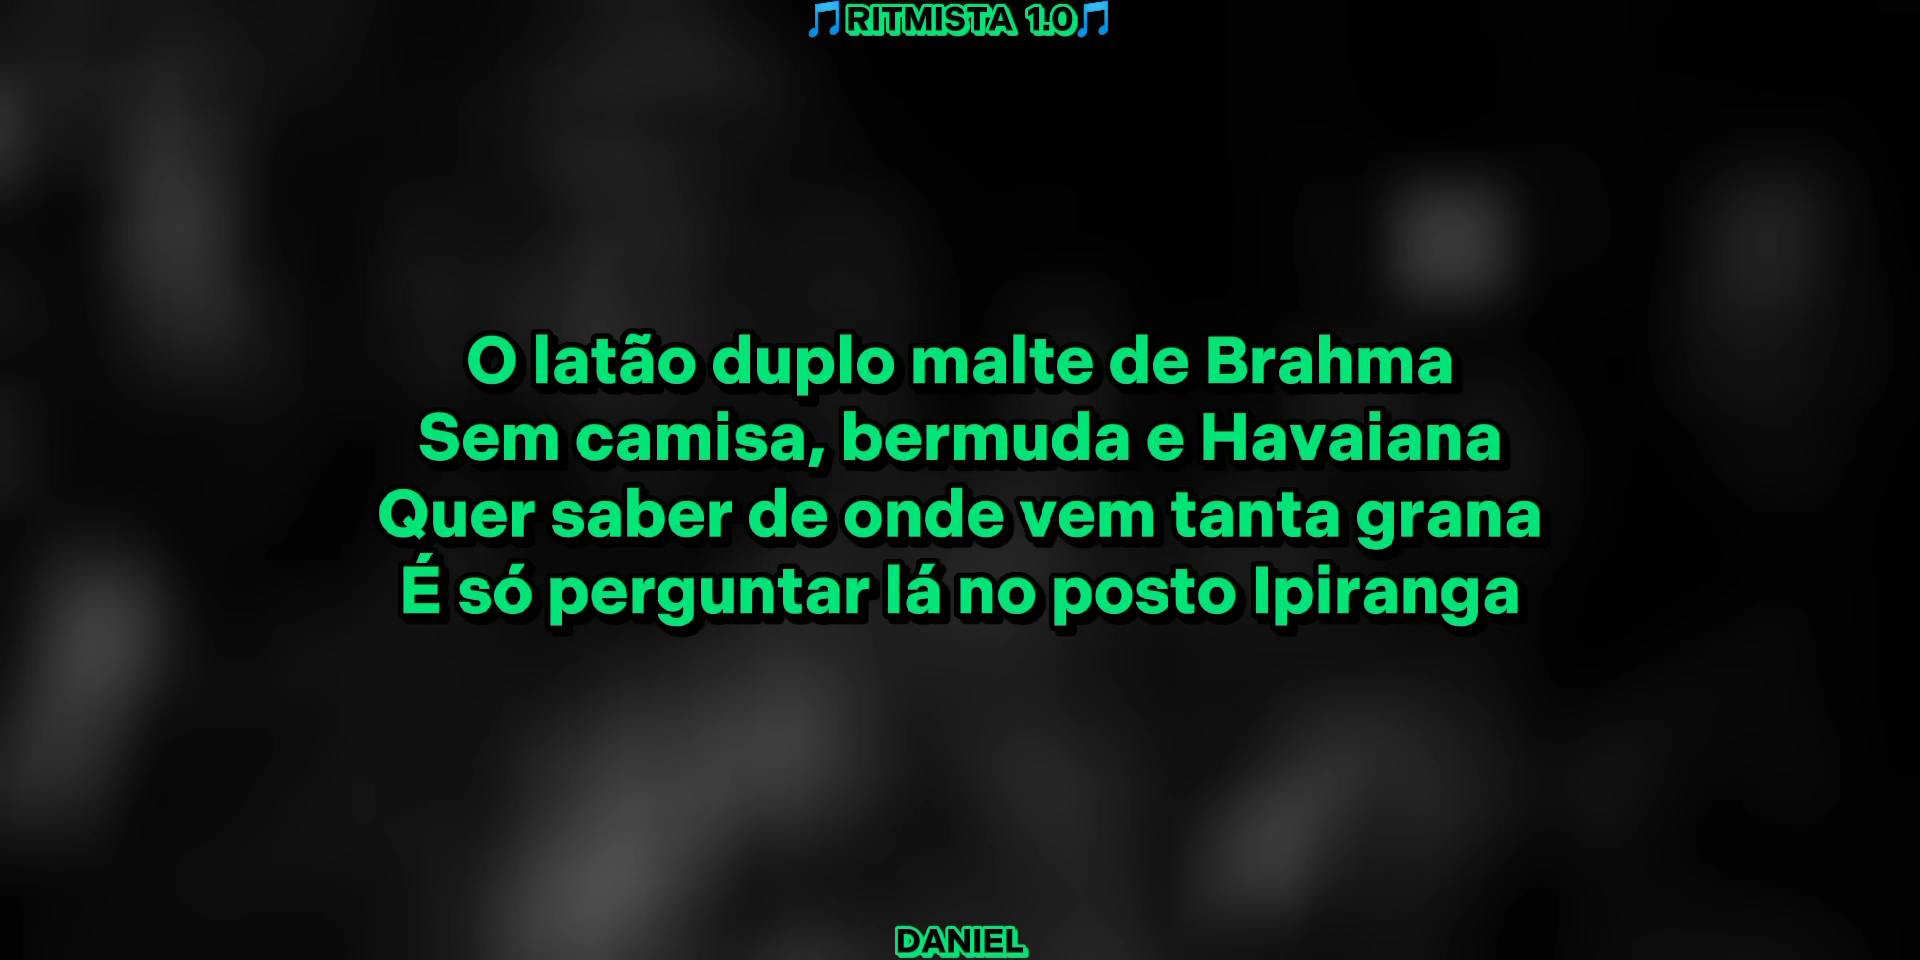 🎵RITMISTA 1.0🎵
O latão duplo malte de Brahma
Sem camisa, bermuda e Havaiana
Quer saber de onde vem tanta grana
É só perguntar lá no posto Ipiranga
DANIEL